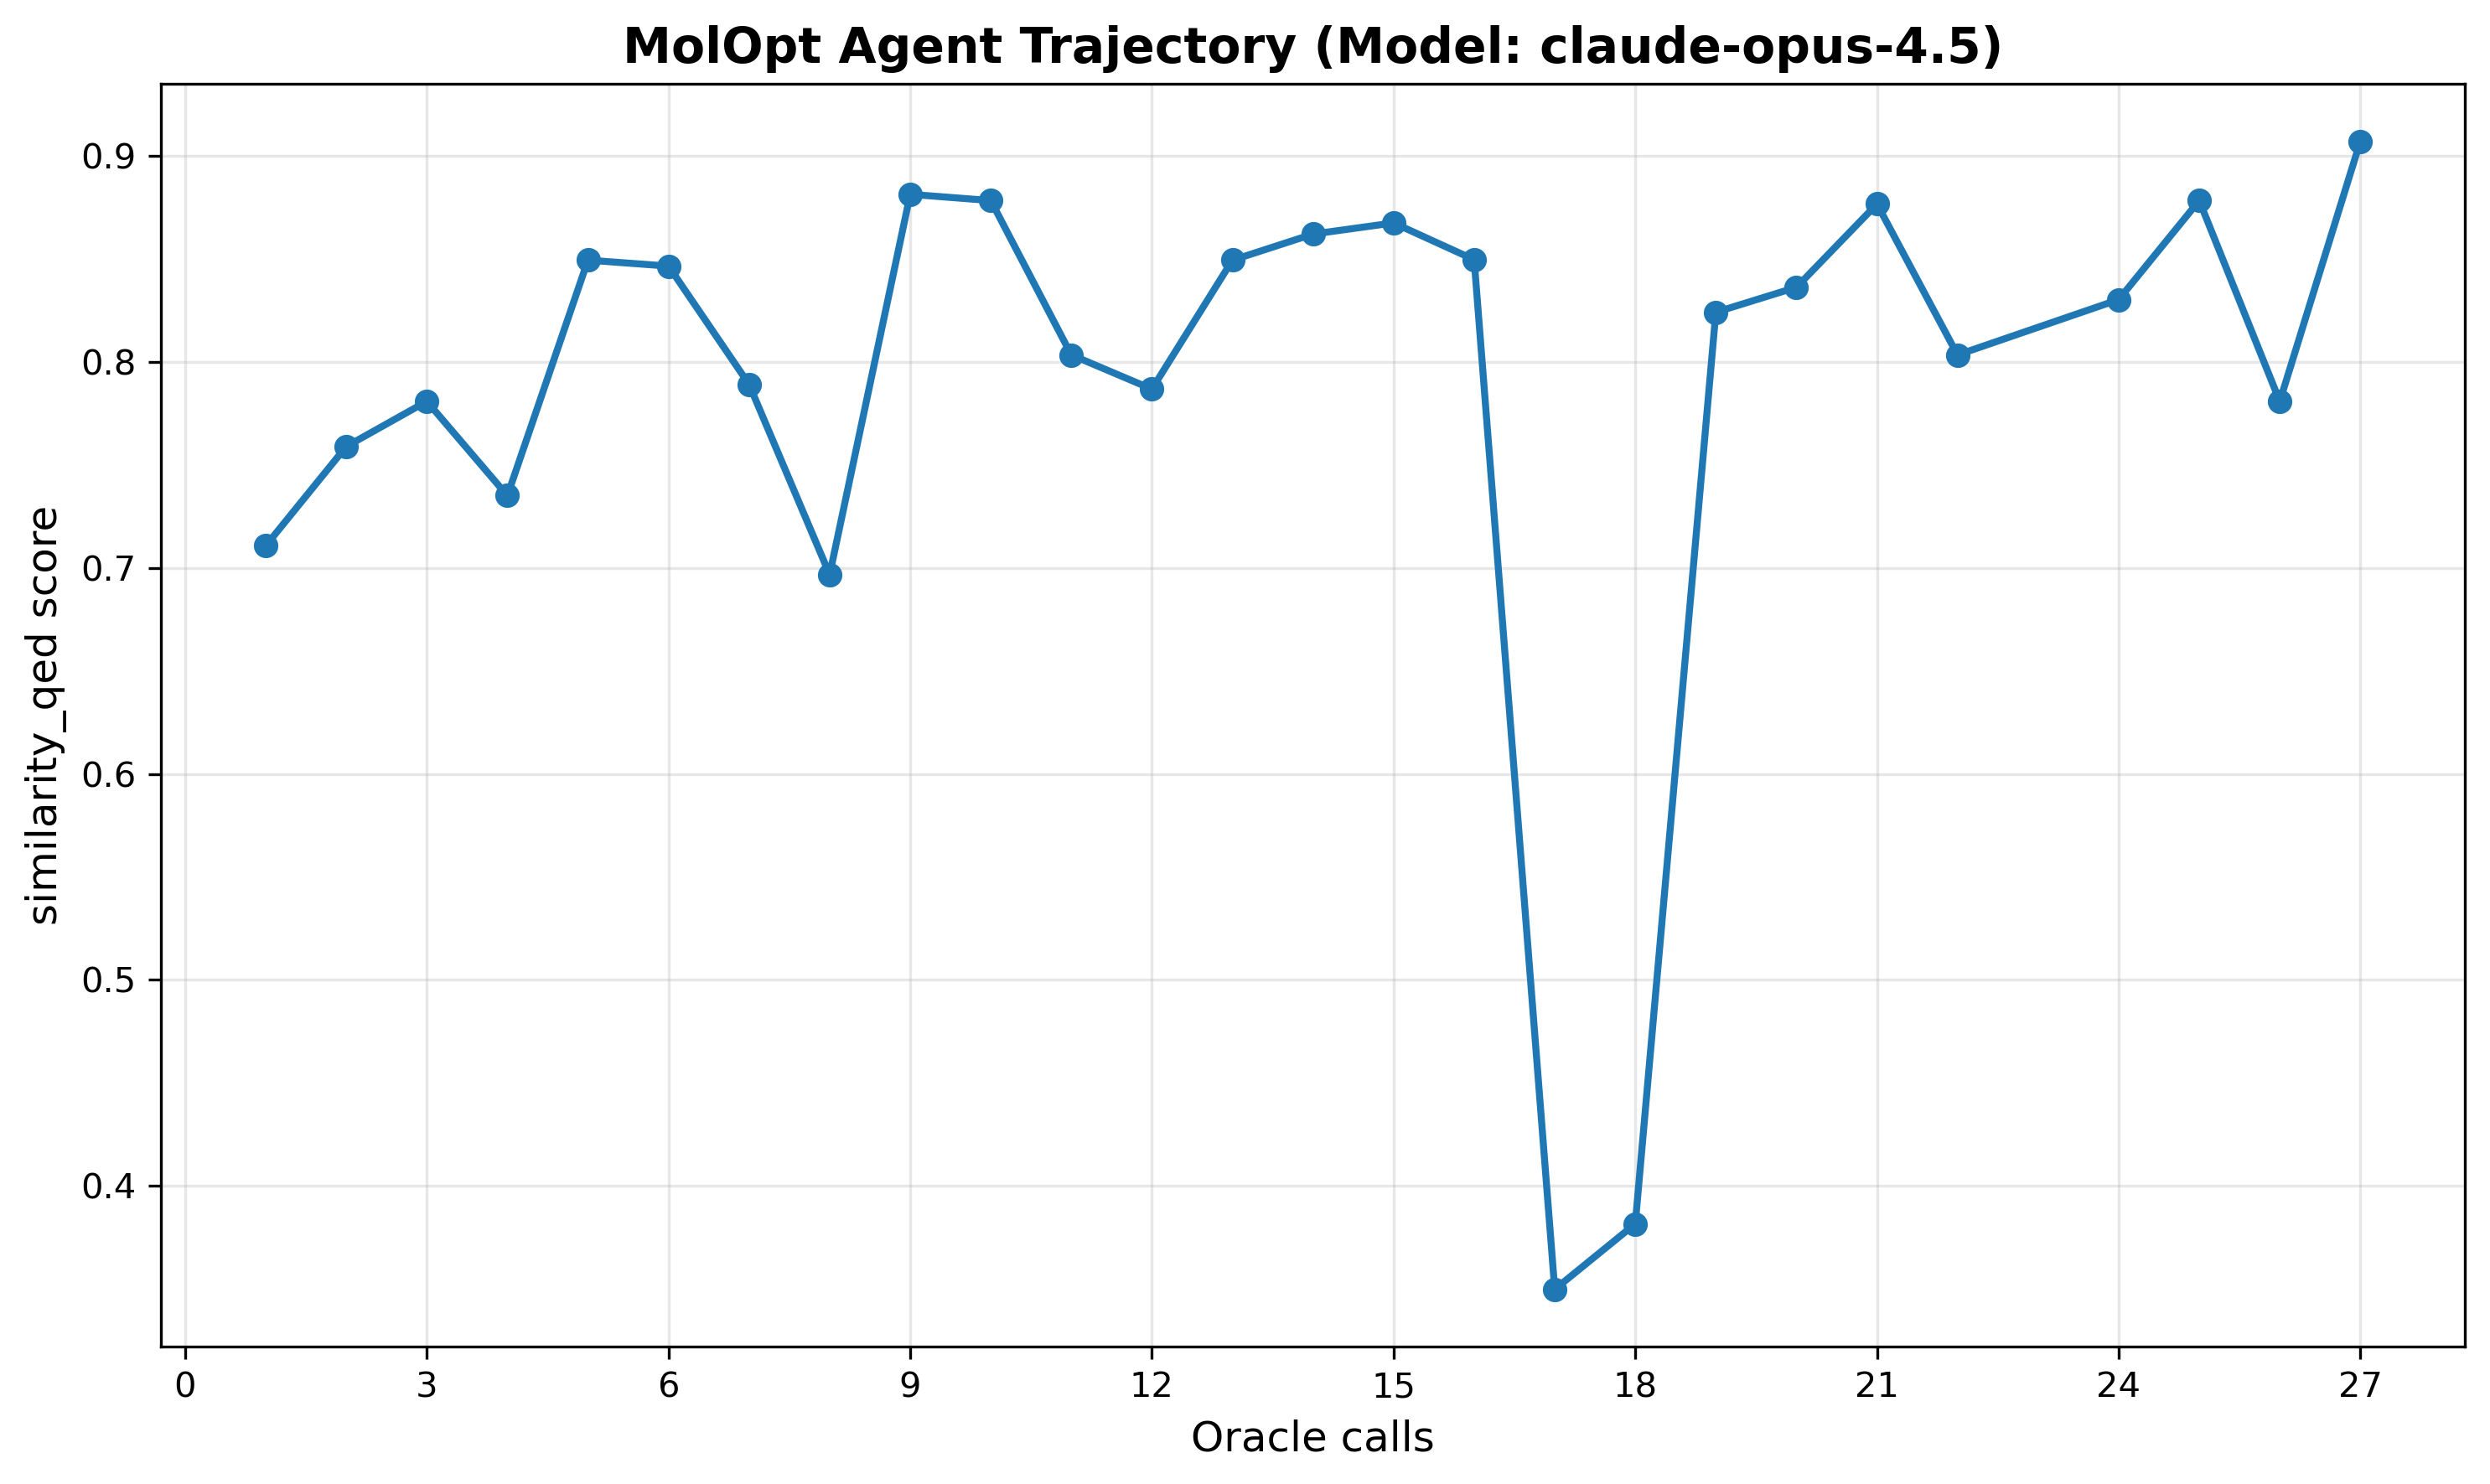 MolOpt Agent Trajectory (Model: claude-opus-4.5)
similarity_qed score
0.9
0.8
0.7
0.6
0.5
0.4
0 3 6 9 12 15 18 21 24 27
Oracle calls